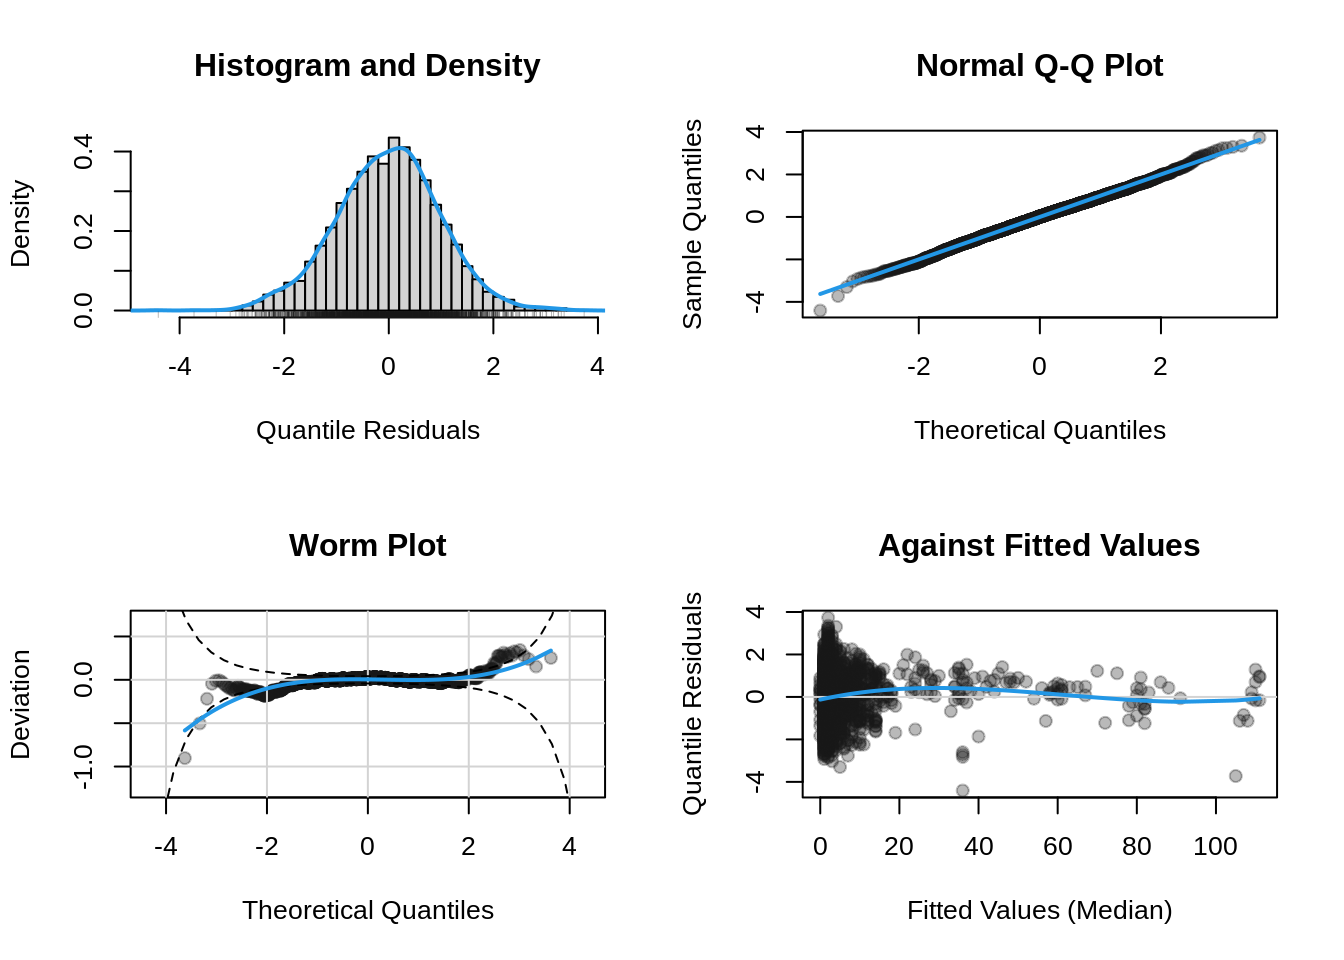 Histogram and Density
Density
0.0 0.2 0.4
-4 -2 0 2 4
Quantile Residuals
Normal Q-Q Plot
Sample Quantiles
-4 0 2 4
-2 0 2
Theoretical Quantiles
Worm Plot
Deviation
-1.0 0.0
-4 -2 0 2 4
Theoretical Quantiles
Against Fitted Values
Quantile Residuals
-4 0 2 4
0 20 40 60 80 100
Fitted Values (Median)